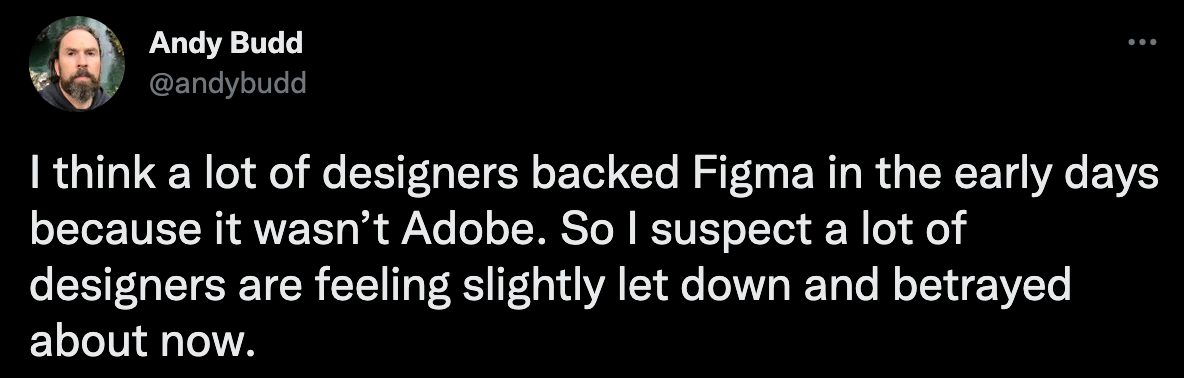 Andy Budd
@andybudd
I think a lot of designers backed Figma in the early days
because it wasn’t Adobe. So I suspect a lot of
designers are feeling slightly let down and betrayed
about now.